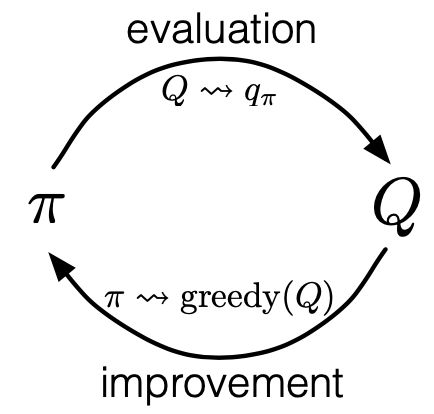 evaluation
Q ⇝ q_π
π
Q
π ⇝ greedy(Q)
improvement